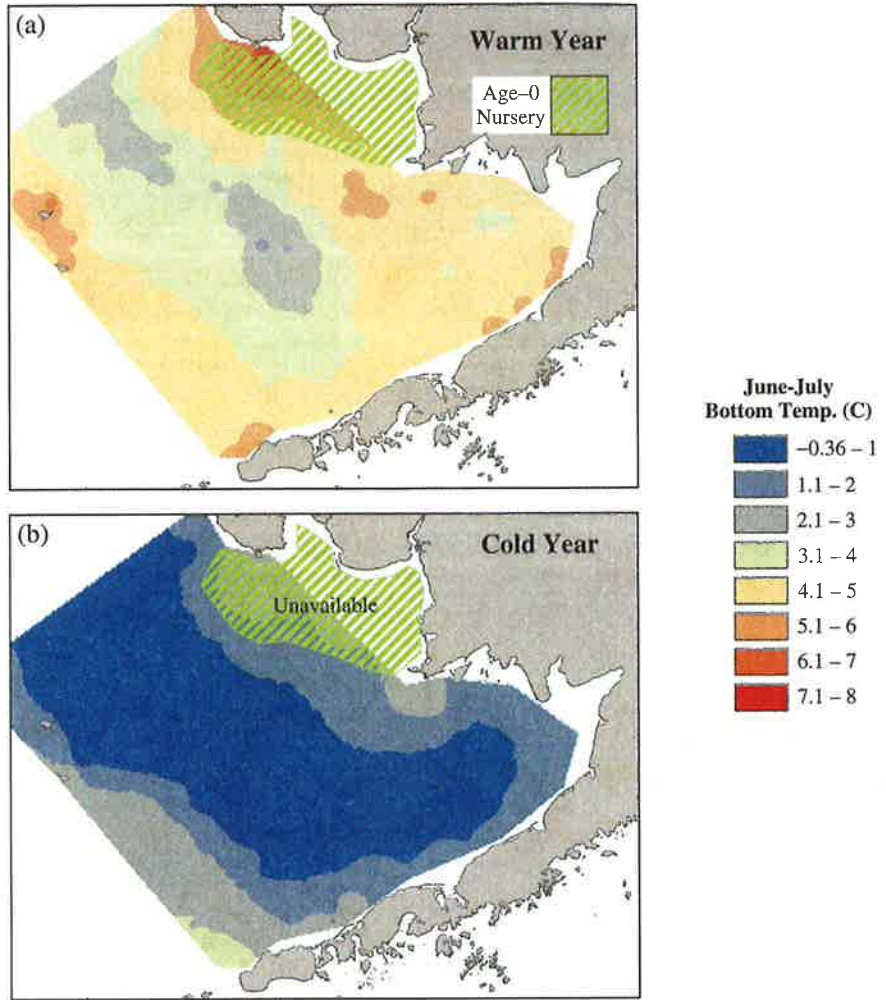 (a)
Warm Year
Age–0
Nursery
June-July
Bottom Temp. (C)
−0.36 – 1
1.1 – 2
2.1 – 3
3.1 – 4
4.1 – 5
5.1 – 6
6.1 – 7
7.1 – 8
(b)
Cold Year
Unavailable